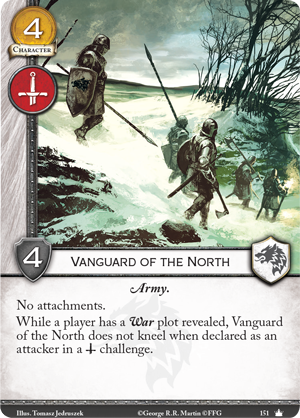 4
CHARACTER
4
VANGUARD OF THE NORTH
Army.
No attachments.
While a player has a War plot revealed, Vanguard
of the North does not kneel when declared as an
attacker in a challenge.
Illus. Tomasz Jedruszek
©George R.R. Martin ©FFG
151